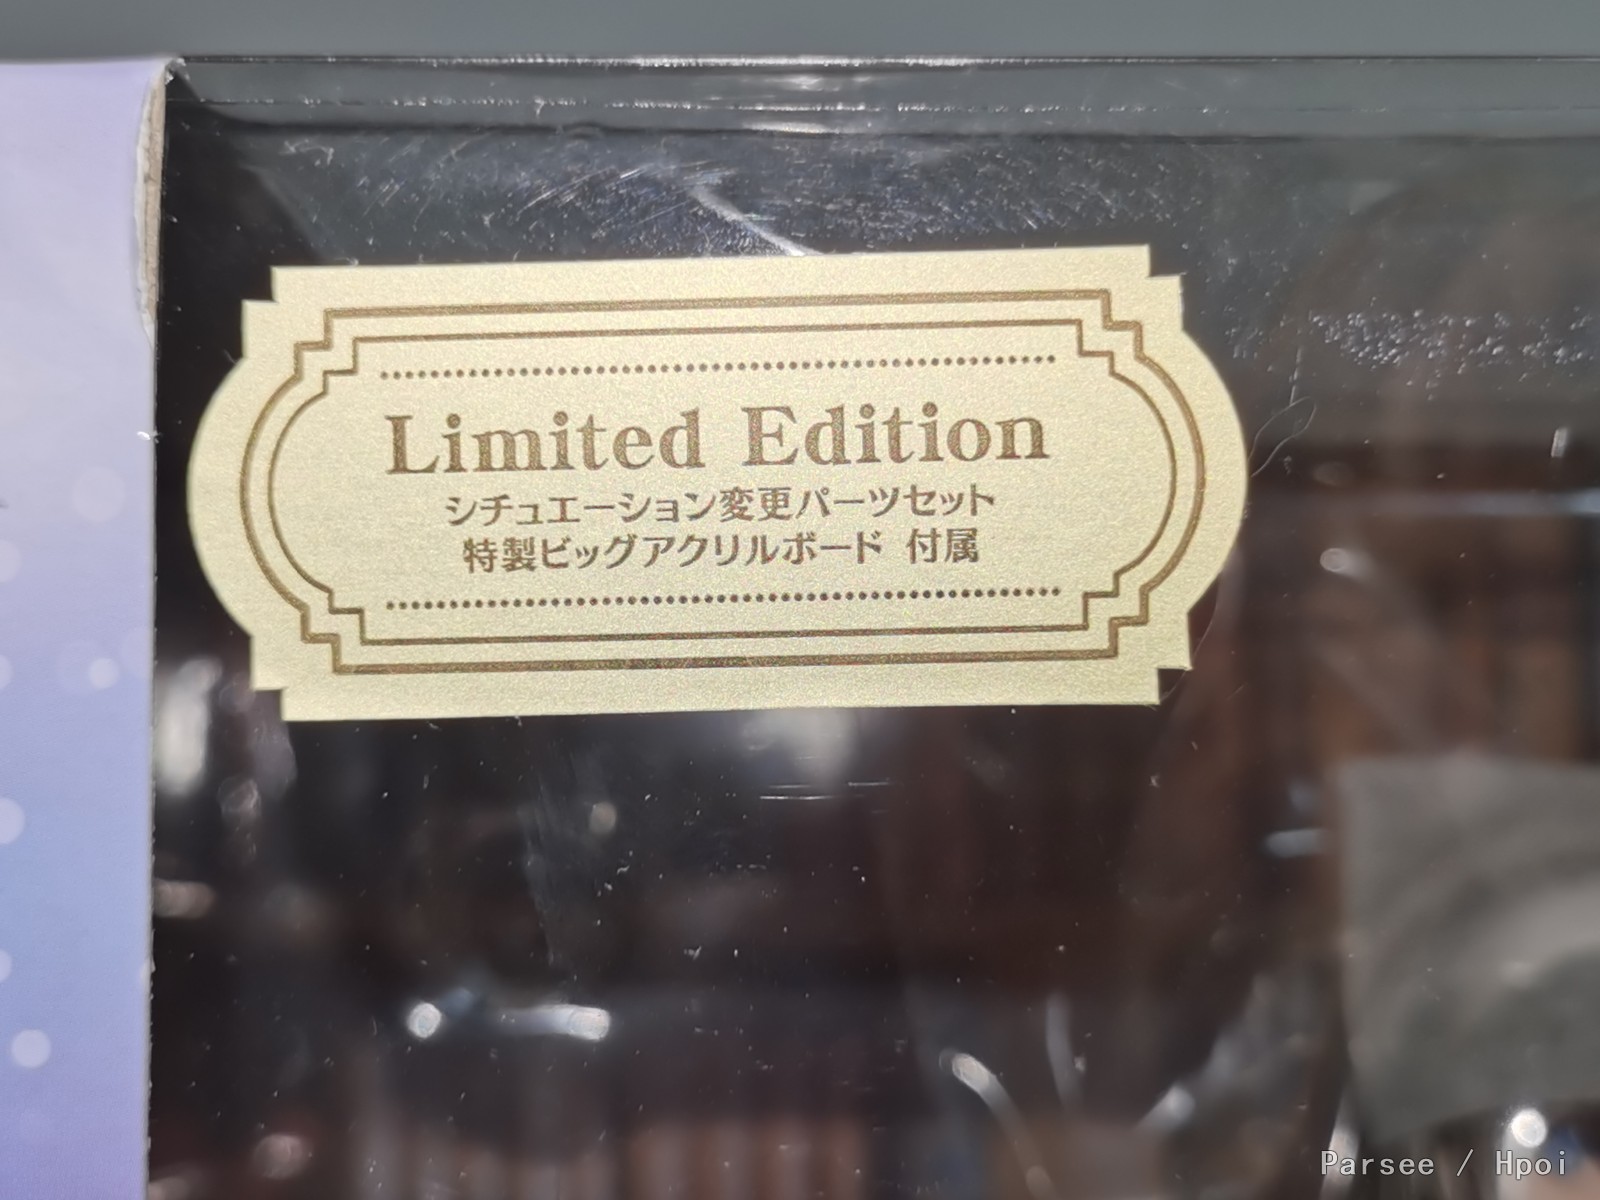 Limited Edition
シチュエーション変更パーツセット
特製ビッグアクリルボード 付属
Parsee / Hpoi